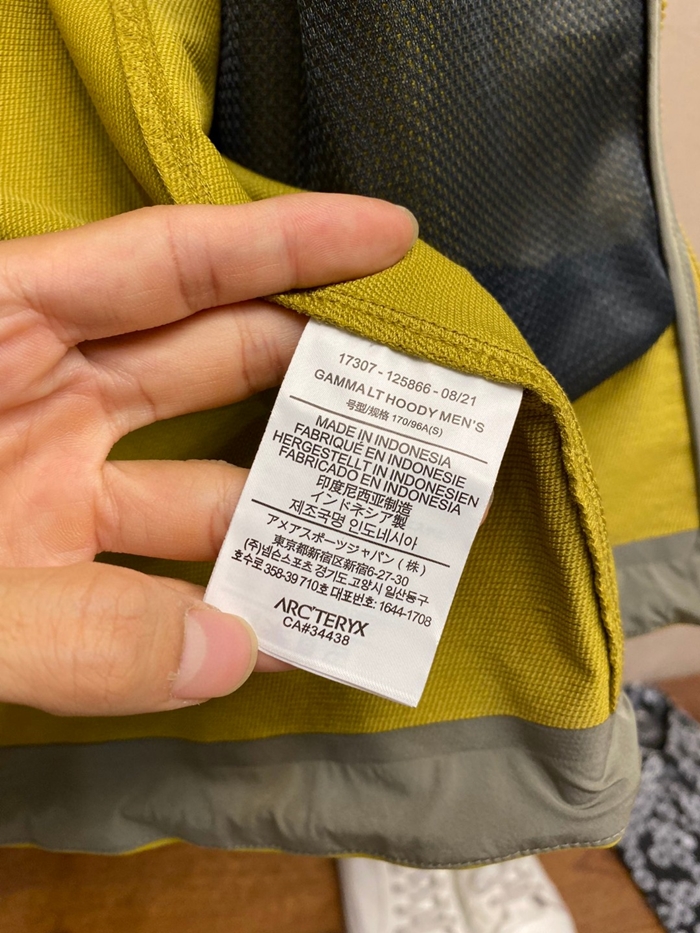 17307 - 125866 - 08/21
GAMMA LT HOODY MEN'S
号型/规格 170/96A(S)
MADE IN INDONESIA
FABRIQUÉ EN INDONESIE
HERGESTELLT IN INDONESIEN
FABRICADO EN INDONESIA
印度尼西亚制造
インドネシア製
제조국명 인도네시아
アメアスポーツジャパン (株)
東京都新宿区新宿6-27-30
(주)넬슨스포츠 경기도 고양시 일산동구
호수로 358-39 710호 대표번호: 1644-1708
ARC'TERYX
CA#34438